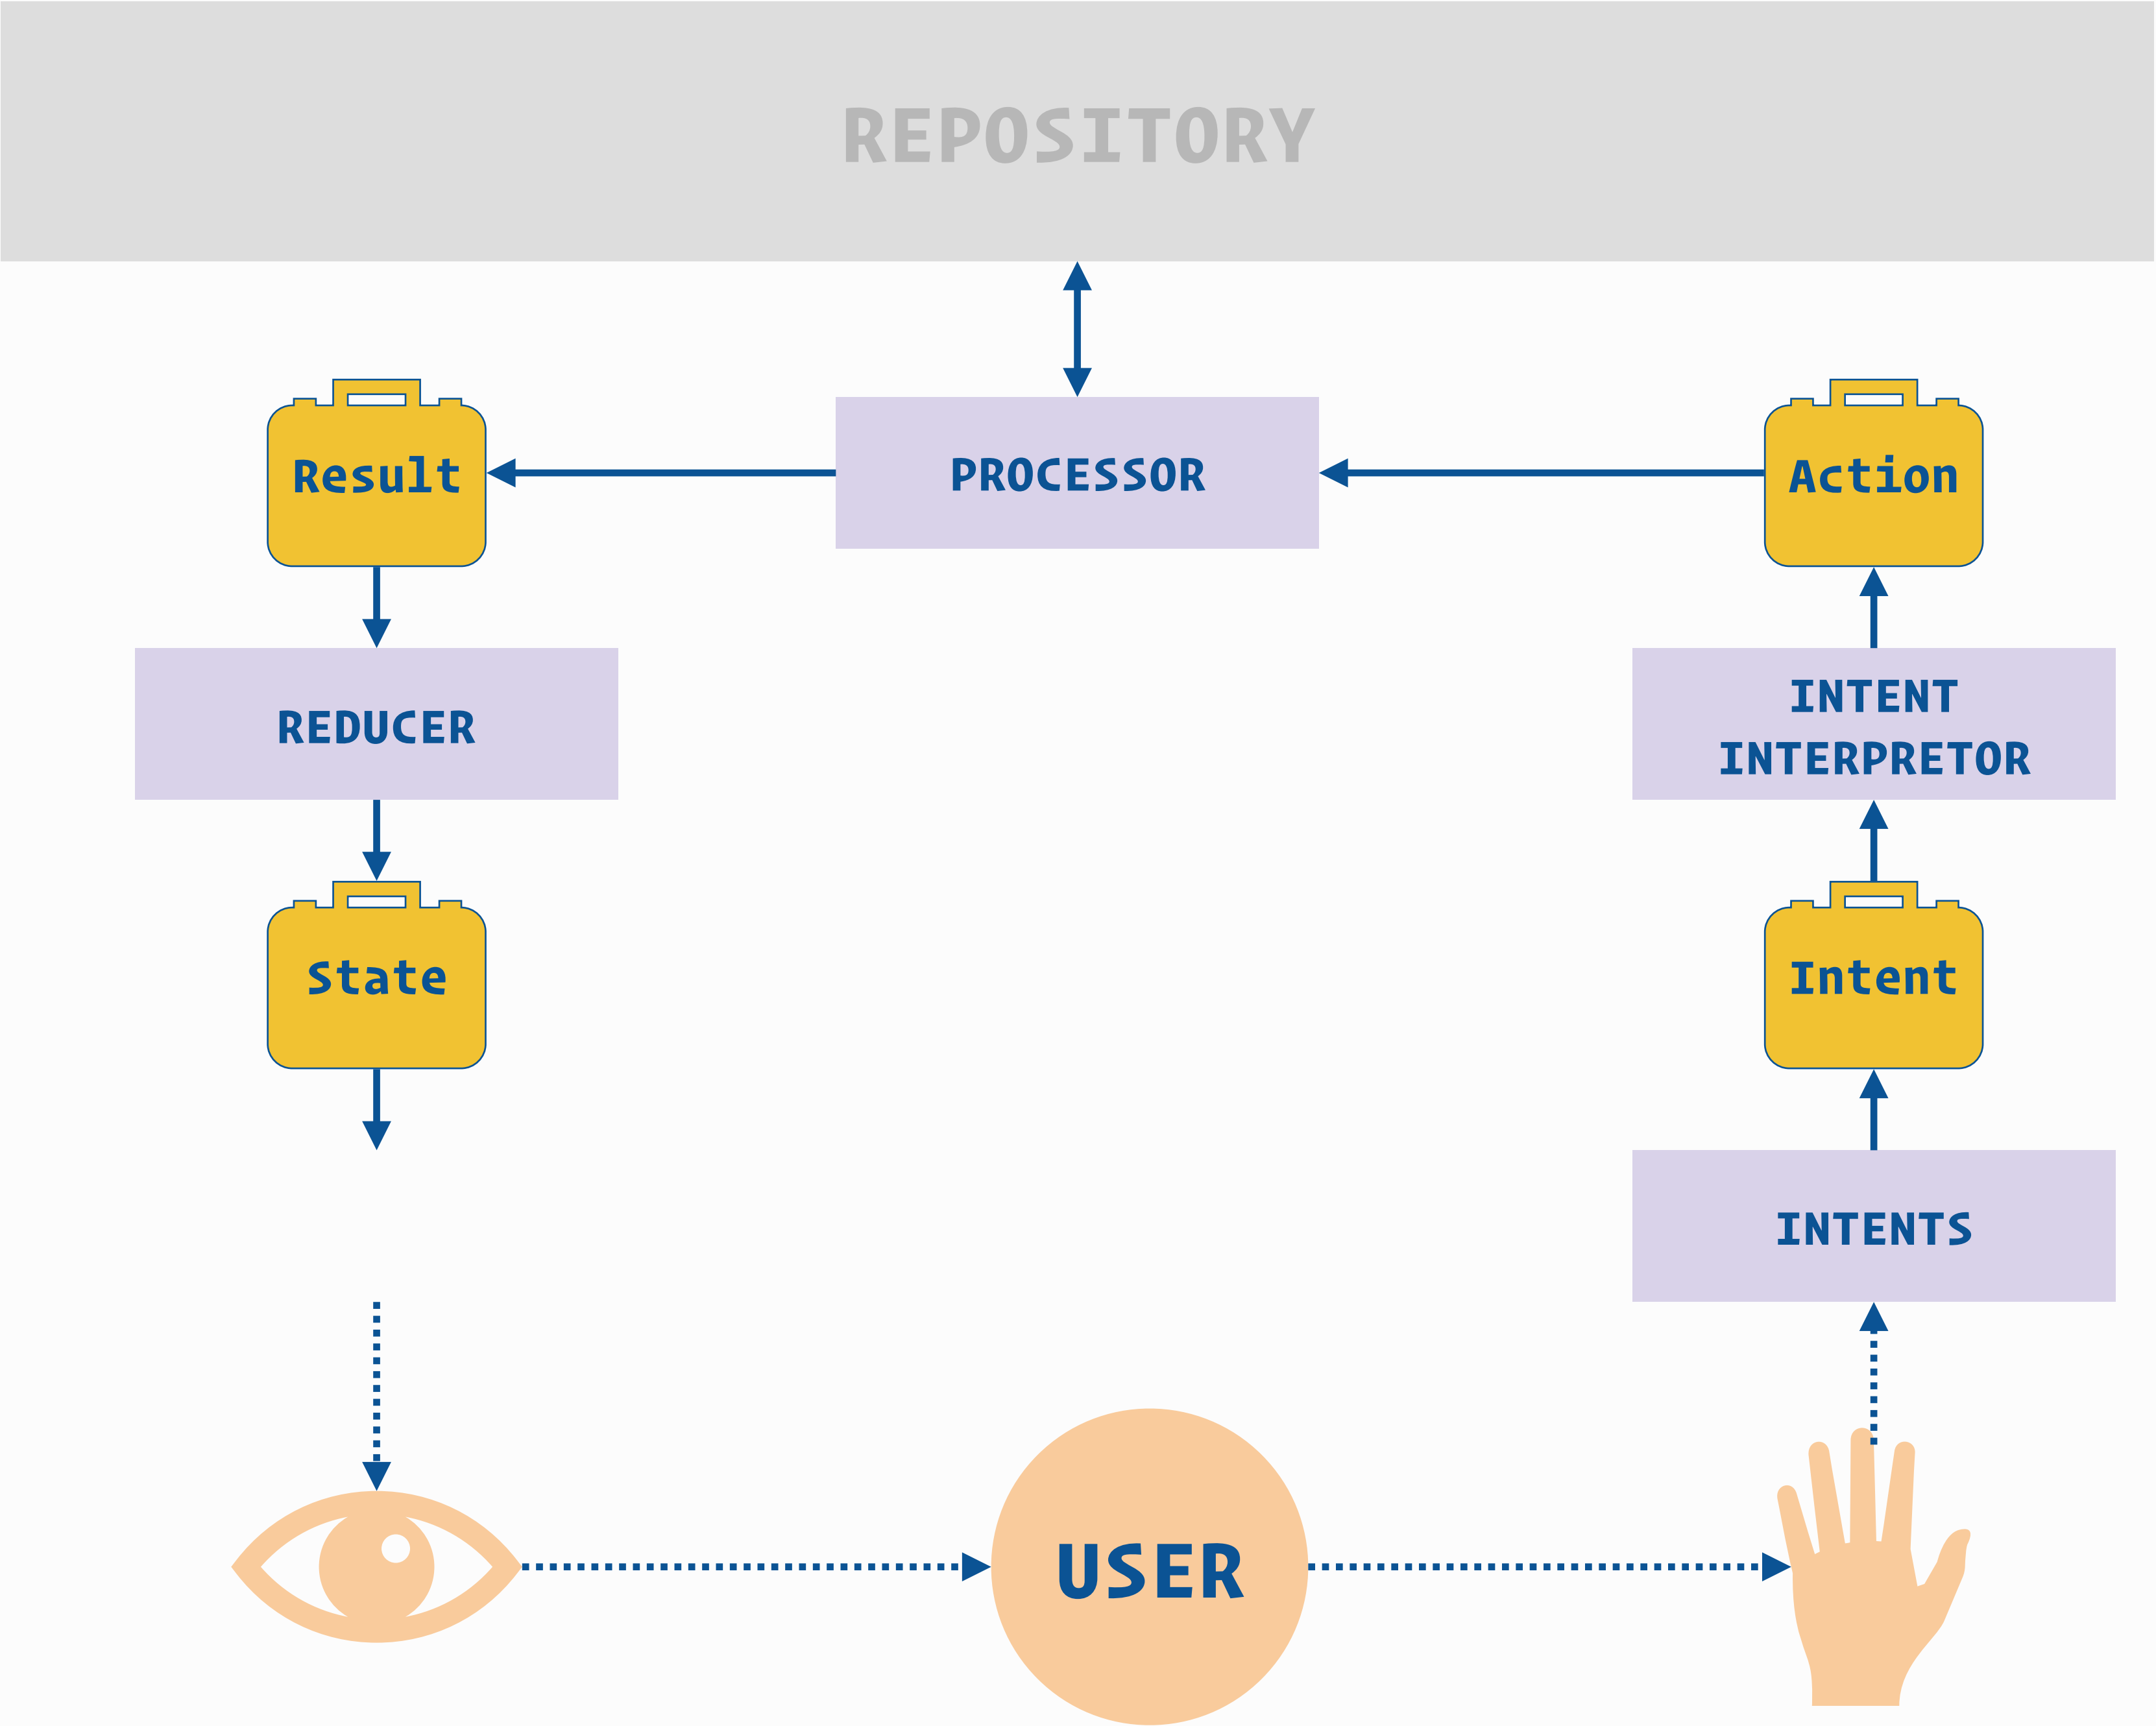 REPOSITORY
Result
PROCESSOR
Action
REDUCER
INTENT
INTERPRETOR
State
Intent
INTENTS
USER